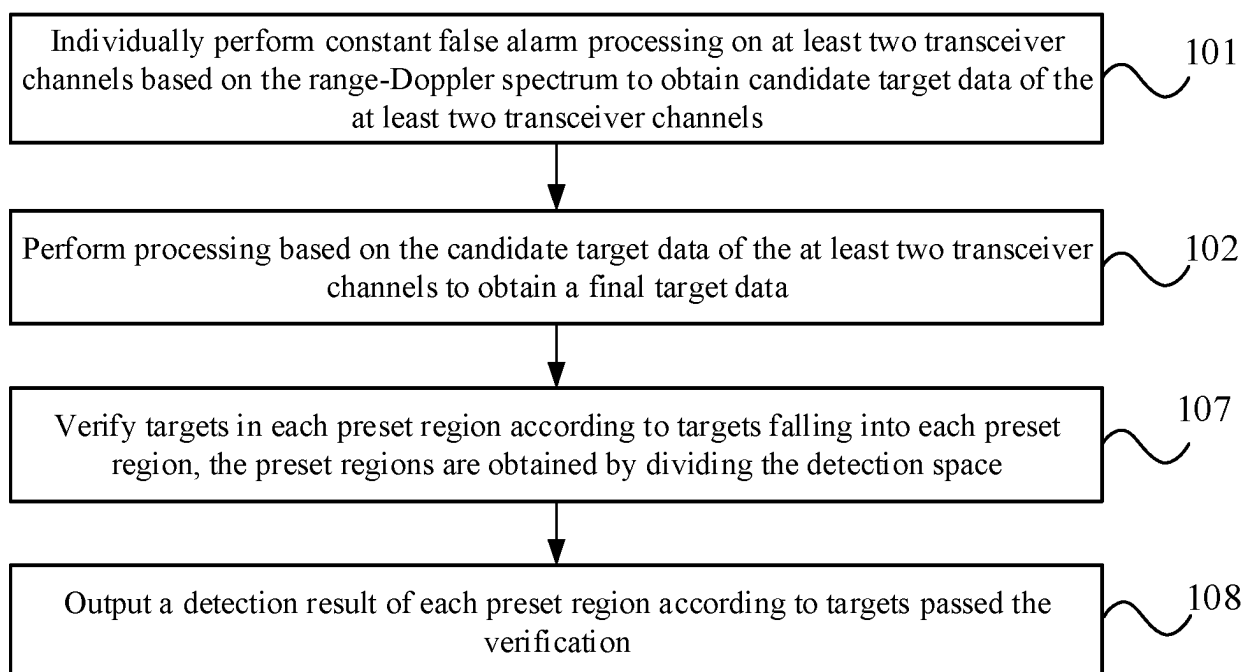 Individually perform constant false alarm processing on at least two transceiver
channels based on the range-Doppler spectrum to obtain candidate target data of the
at least two transceiver channels
101
Perform processing based on the candidate target data of the at least two transceiver
channels to obtain a final target data
102
Verify targets in each preset region according to targets falling into each preset
region, the preset regions are obtained by dividing the detection space
107
Output a detection result of each preset region according to targets passed the
verification
108